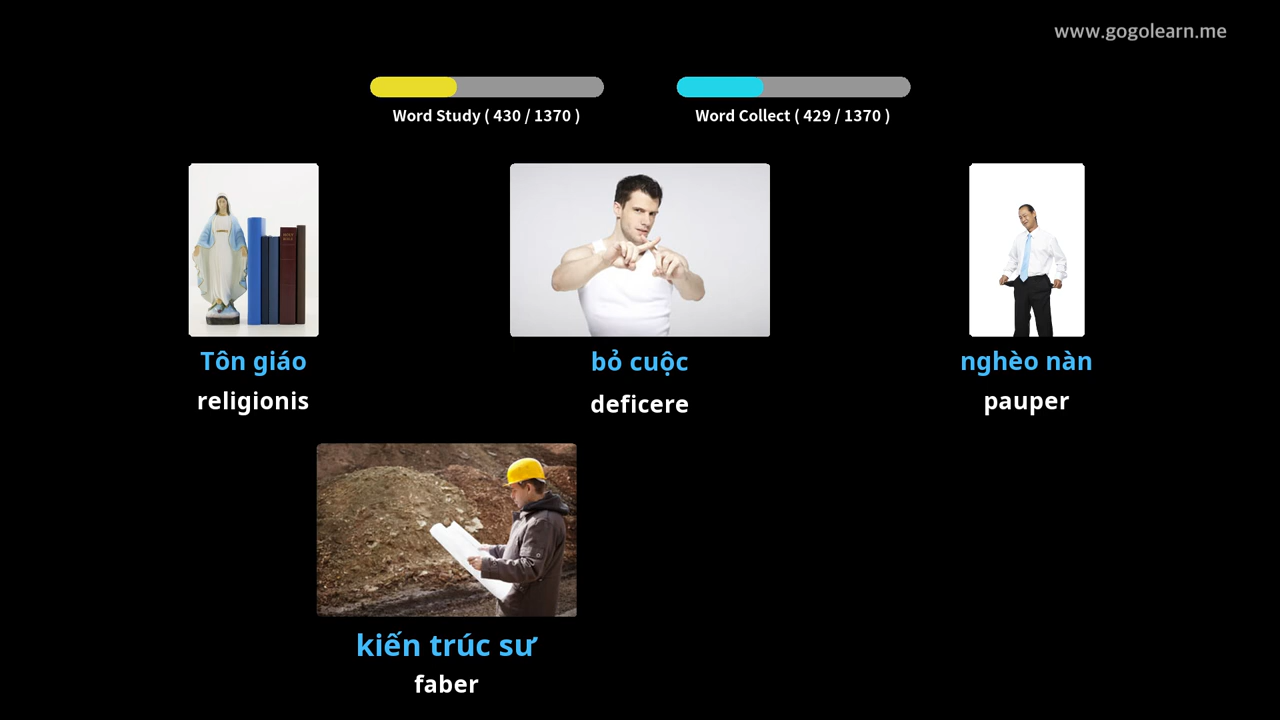 www.gogolearn.me
Word Study ( 430 / 1370 )
Word Collect ( 429 / 1370 )
Tôn giáo
religionis
bỏ cuộc
deficere
nghèo nàn
pauper
kiến trúc sư
faber